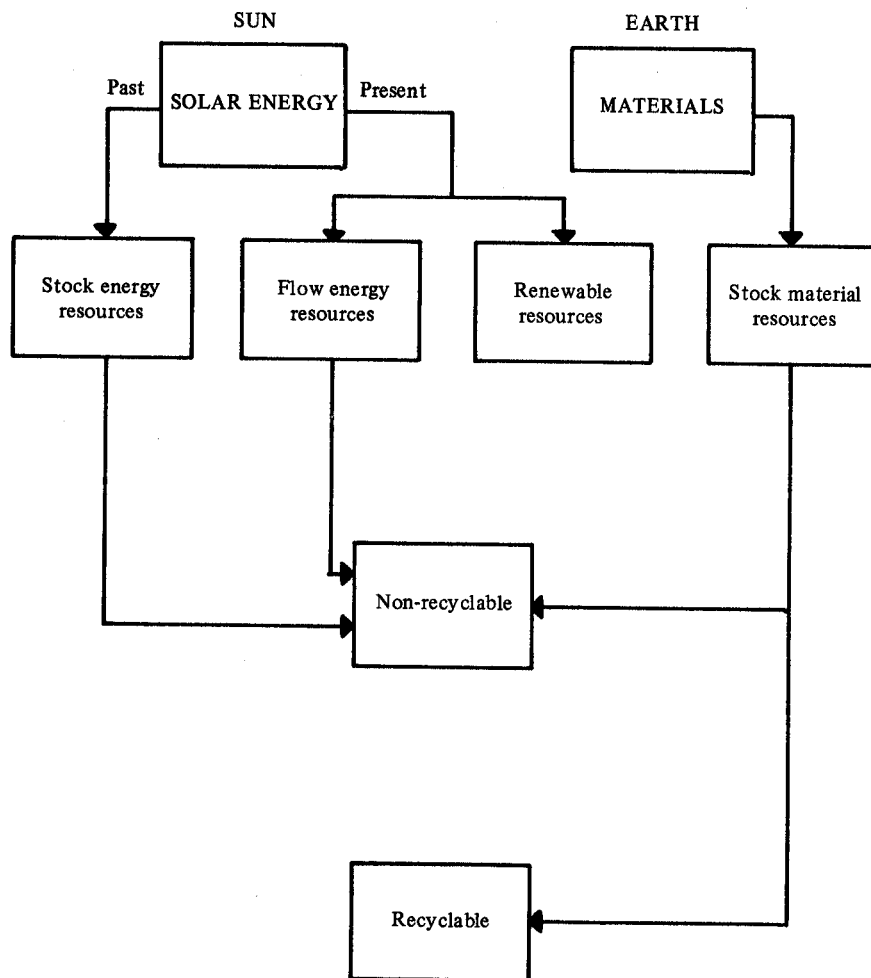 SUN
EARTH
Past
SOLAR ENERGY
Present
MATERIALS
Stock energy
resources
Flow energy
resources
Renewable
resources
Stock material
resources
Non-recyclable
Recyclable